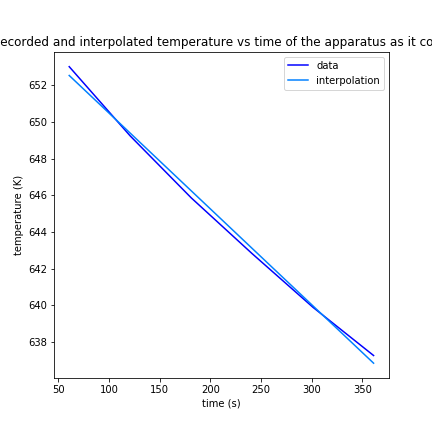 ecorded and interpolated temperature vs time of the apparatus as it co
data
interpolation
652
650
648
646
644
642
640
638
temperature (K)
50 100 150 200 250 300 350
time (s)